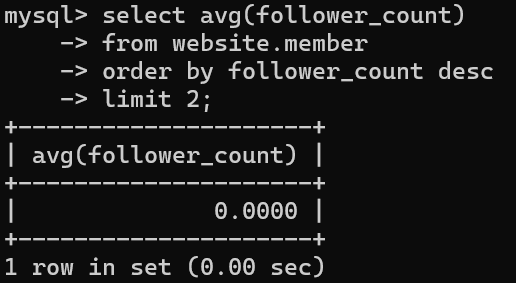 mysql> select avg(follower_count)
    -> from website.member
    -> order by follower_count desc
    -> limit 2;
+---------------------+
| avg(follower_count) |
+---------------------+
|              0.0000 |
+---------------------+
1 row in set (0.00 sec)